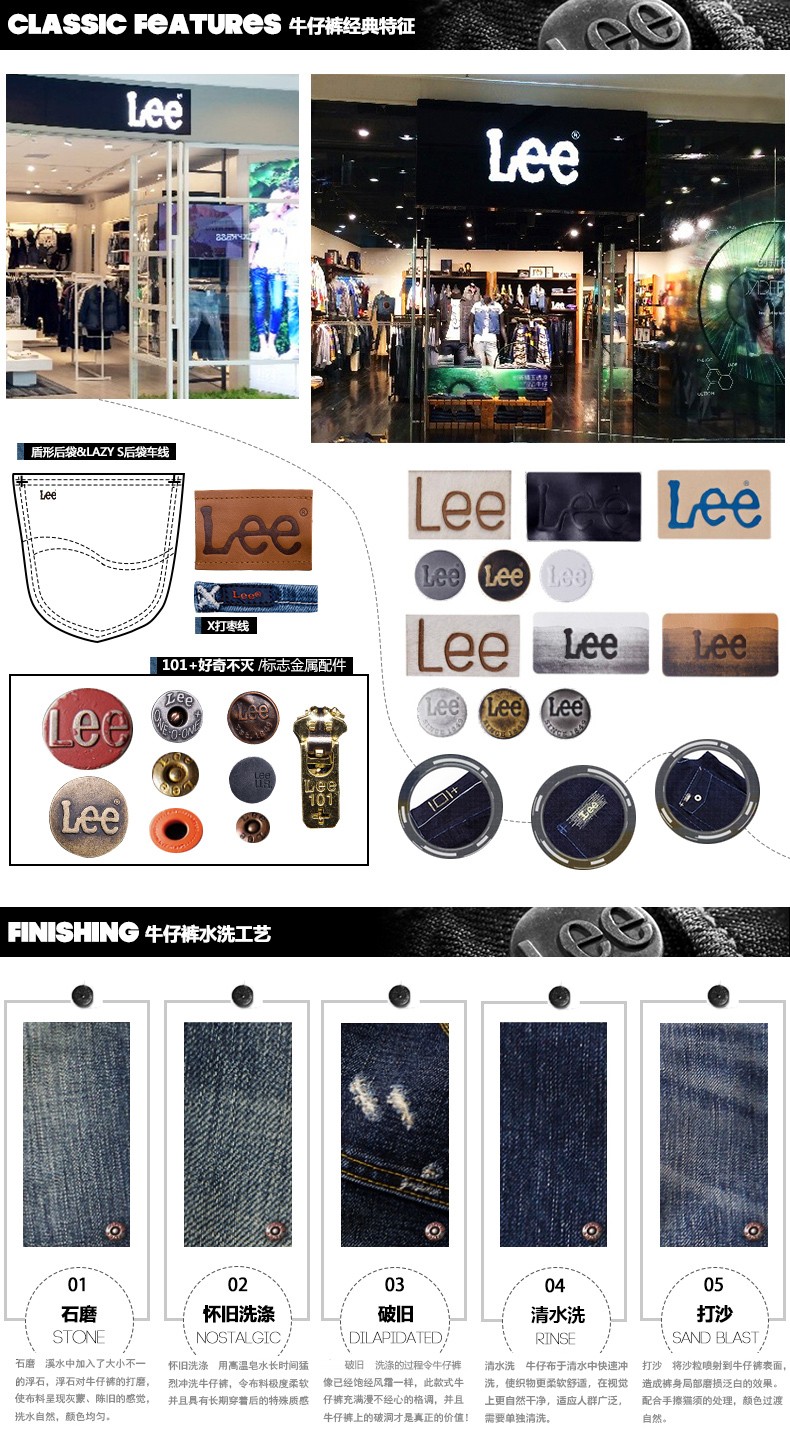 CLASSIC FEATURES 牛仔裤经典特征
Lee
Lee
盾形后袋&LAZY S后袋车线
Lee
Lee
Lee
X打枣线
Lee
Lee
Lee
Lee
Lee
Lee
Lee
Lee
Lee
SINCE 1889
SINCE 1889
SINCE 1889
101+好奇不灭 /标志金属配件
Lee
Lee
ONE-O-ONE
Lee
Lee
Lee
101
Lee
101+
Lee
FINISHING 牛仔裤水洗工艺
01
石磨
STONE
石磨 溪水中加入了大小不一
的浮石，浮石对牛仔裤的打磨，
使布料呈现灰蒙、陈旧的感觉，
洗水自然，颜色均匀。
02
怀旧洗涤
NOSTALGIC
怀旧洗涤 用高温皂水长时间猛
烈冲洗牛仔裤，令布料极度柔软
并且具有长期穿着后的特殊质感
03
破旧
DILAPIDATED
破旧 洗涤的过程令牛仔裤
像已经饱经风霜一样，此款式牛
仔裤充满漫不经心的格调，并且
牛仔裤上的破洞才是真正的价值！
04
清水洗
RINSE
清水洗 牛仔布于清水中快速冲
洗，使织物更柔软舒适，在视觉
上更自然干净，适应人群广泛，
需要单独清洗。
05
打沙
SAND BLAST
打沙 将沙粒喷射到牛仔裤表面，
造成裤身局部磨损泛白的效果。
配合手擦猫须的处理，颜色过渡
自然。